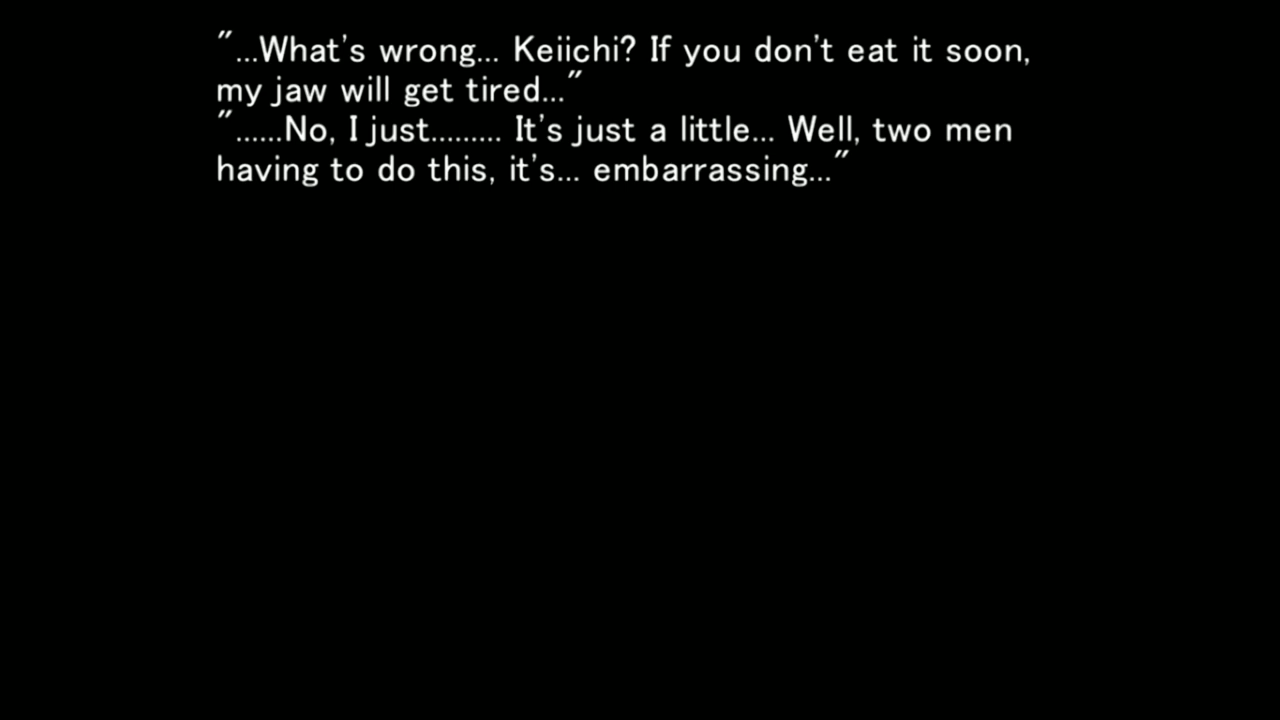 "...What's wrong... Keiichi? If you don't eat it soon,
my jaw will get tired..."
"......No, I just......... It's just a little... Well, two men
having to do this, it's... embarrassing..."